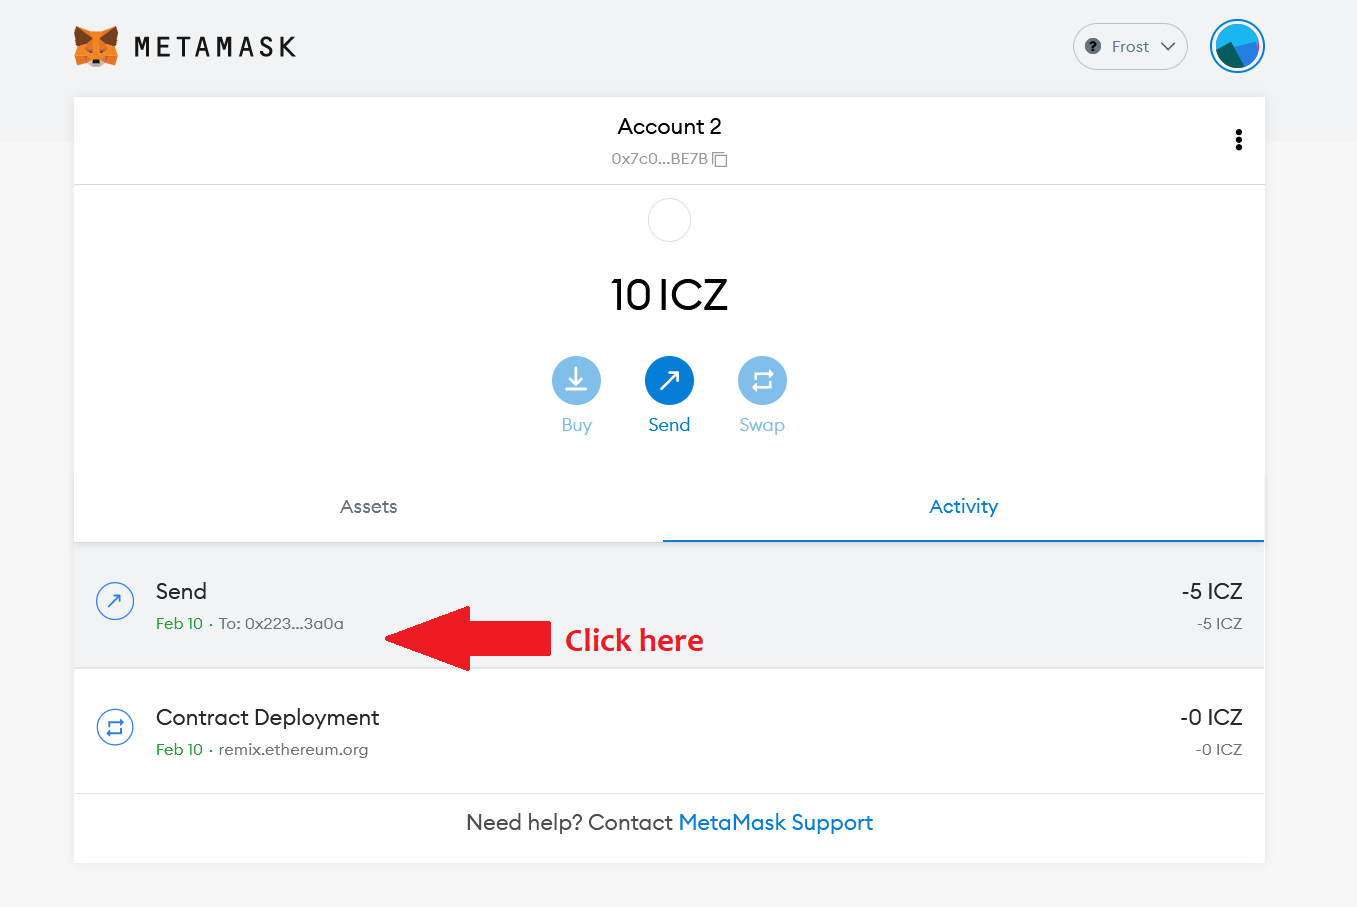 METAMASK
? Frost
Account 2
0x7c0...BE7B
10 ICZ
Buy
Send
Swap
Assets
Activity
Send
-5 ICZ
Feb 10 · To: 0x223...3a0a
-5 ICZ
Click here
Contract Deployment
-0 ICZ
Feb 10 · remix.ethereum.org
-0 ICZ
Need help? Contact MetaMask Support